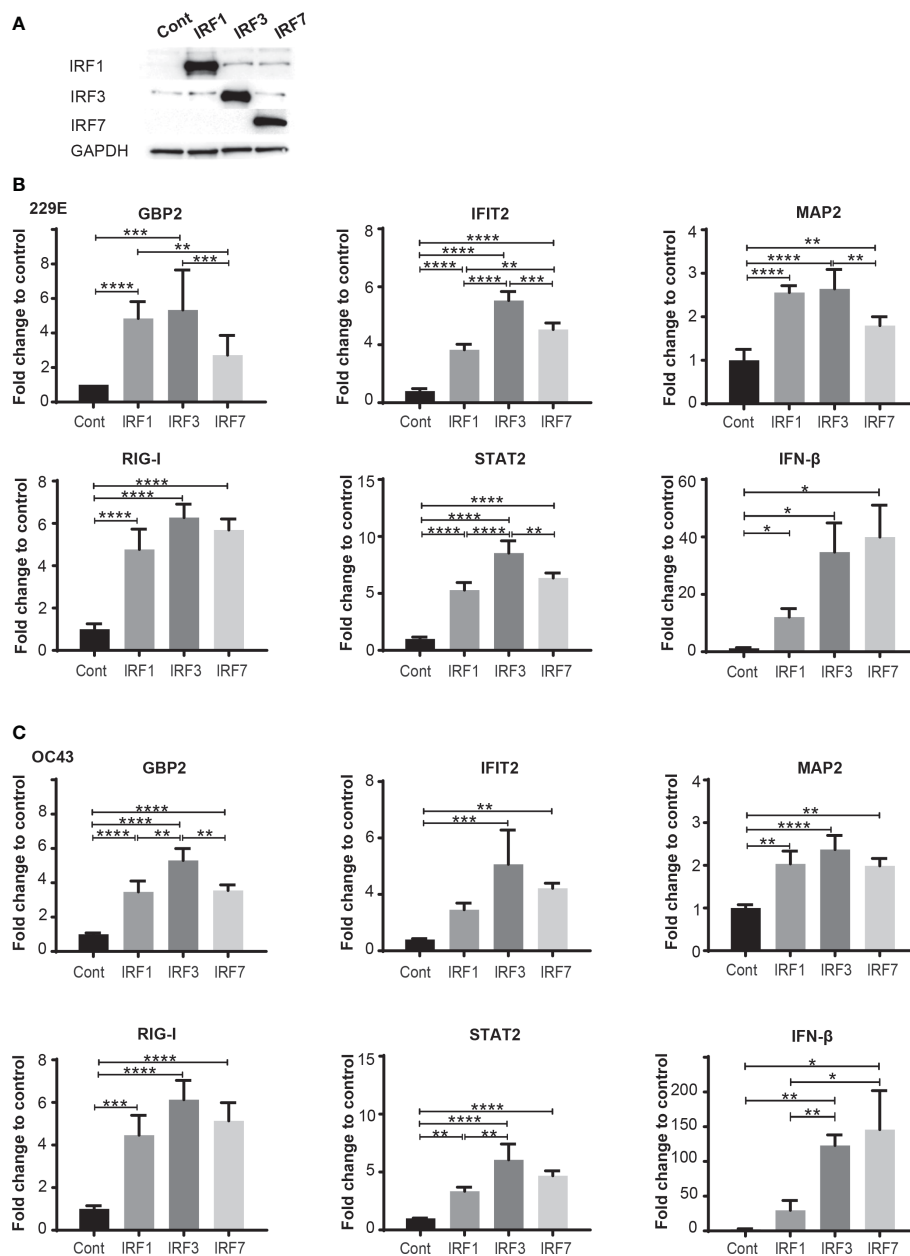 A
Cont IRF1 IRF3 IRF7
IRF1
IRF3
IRF7
GAPDH
B
229E
GBP2
Fold change to control
8
6
4
2
0
***
**
***
****
Cont IRF1 IRF3 IRF7
IFIT2
Fold change to control
8
4
0
****
****
**** **
**** ***
Cont IRF1 IRF3 IRF7
MAP2
Fold change to control
4
3
2
1
0
**
**** **
****
Cont IRF1 IRF3 IRF7
RIG-I
Fold change to control
8
6
4
2
0
****
****
****
Cont IRF1 IRF3 IRF7
STAT2
Fold change to control
15
10
5
0
****
****
**** **** **
Cont IRF1 IRF3 IRF7
IFN-β
Fold change to control
60
40
20
0
*
*
*
Cont IRF1 IRF3 IRF7
C
OC43
GBP2
Fold change to control
8
6
4
2
0
****
****
**** ** **
Cont IRF1 IRF3 IRF7
IFIT2
Fold change to control
8
4
0
**
***
Cont IRF1 IRF3 IRF7
MAP2
Fold change to control
4
3
2
1
0
**
****
**
Cont IRF1 IRF3 IRF7
RIG-I
Fold change to control
8
6
4
2
0
****
****
***
Cont IRF1 IRF3 IRF7
STAT2
Fold change to control
15
10
5
0
****
****
** **
Cont IRF1 IRF3 IRF7
IFN-β
Fold change to control
200
150
100
50
0
*
*
**
**
Cont IRF1 IRF3 IRF7